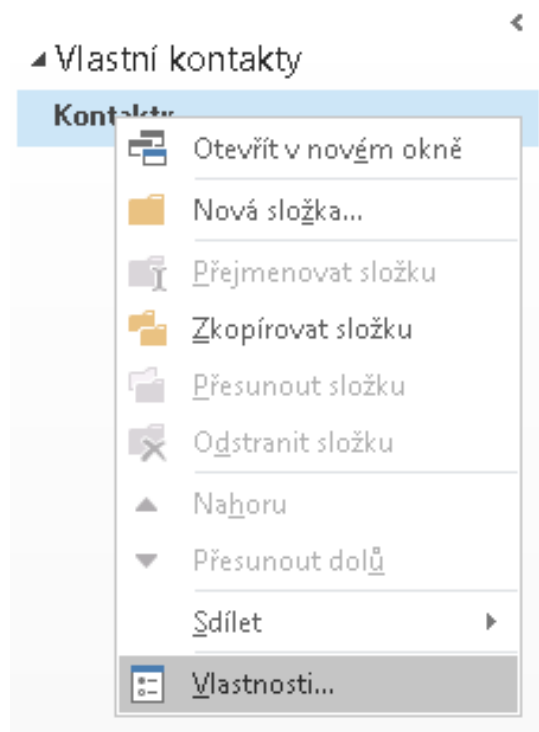 Vlastní kontakty
Otevřít v novém okně
Nová složka...
Přejmenovat složku
Zkopírovat složku
Přesunout složku
Odstranit složku
Nahoru
Přesunout dolů
Sdílet
Vlastnosti...